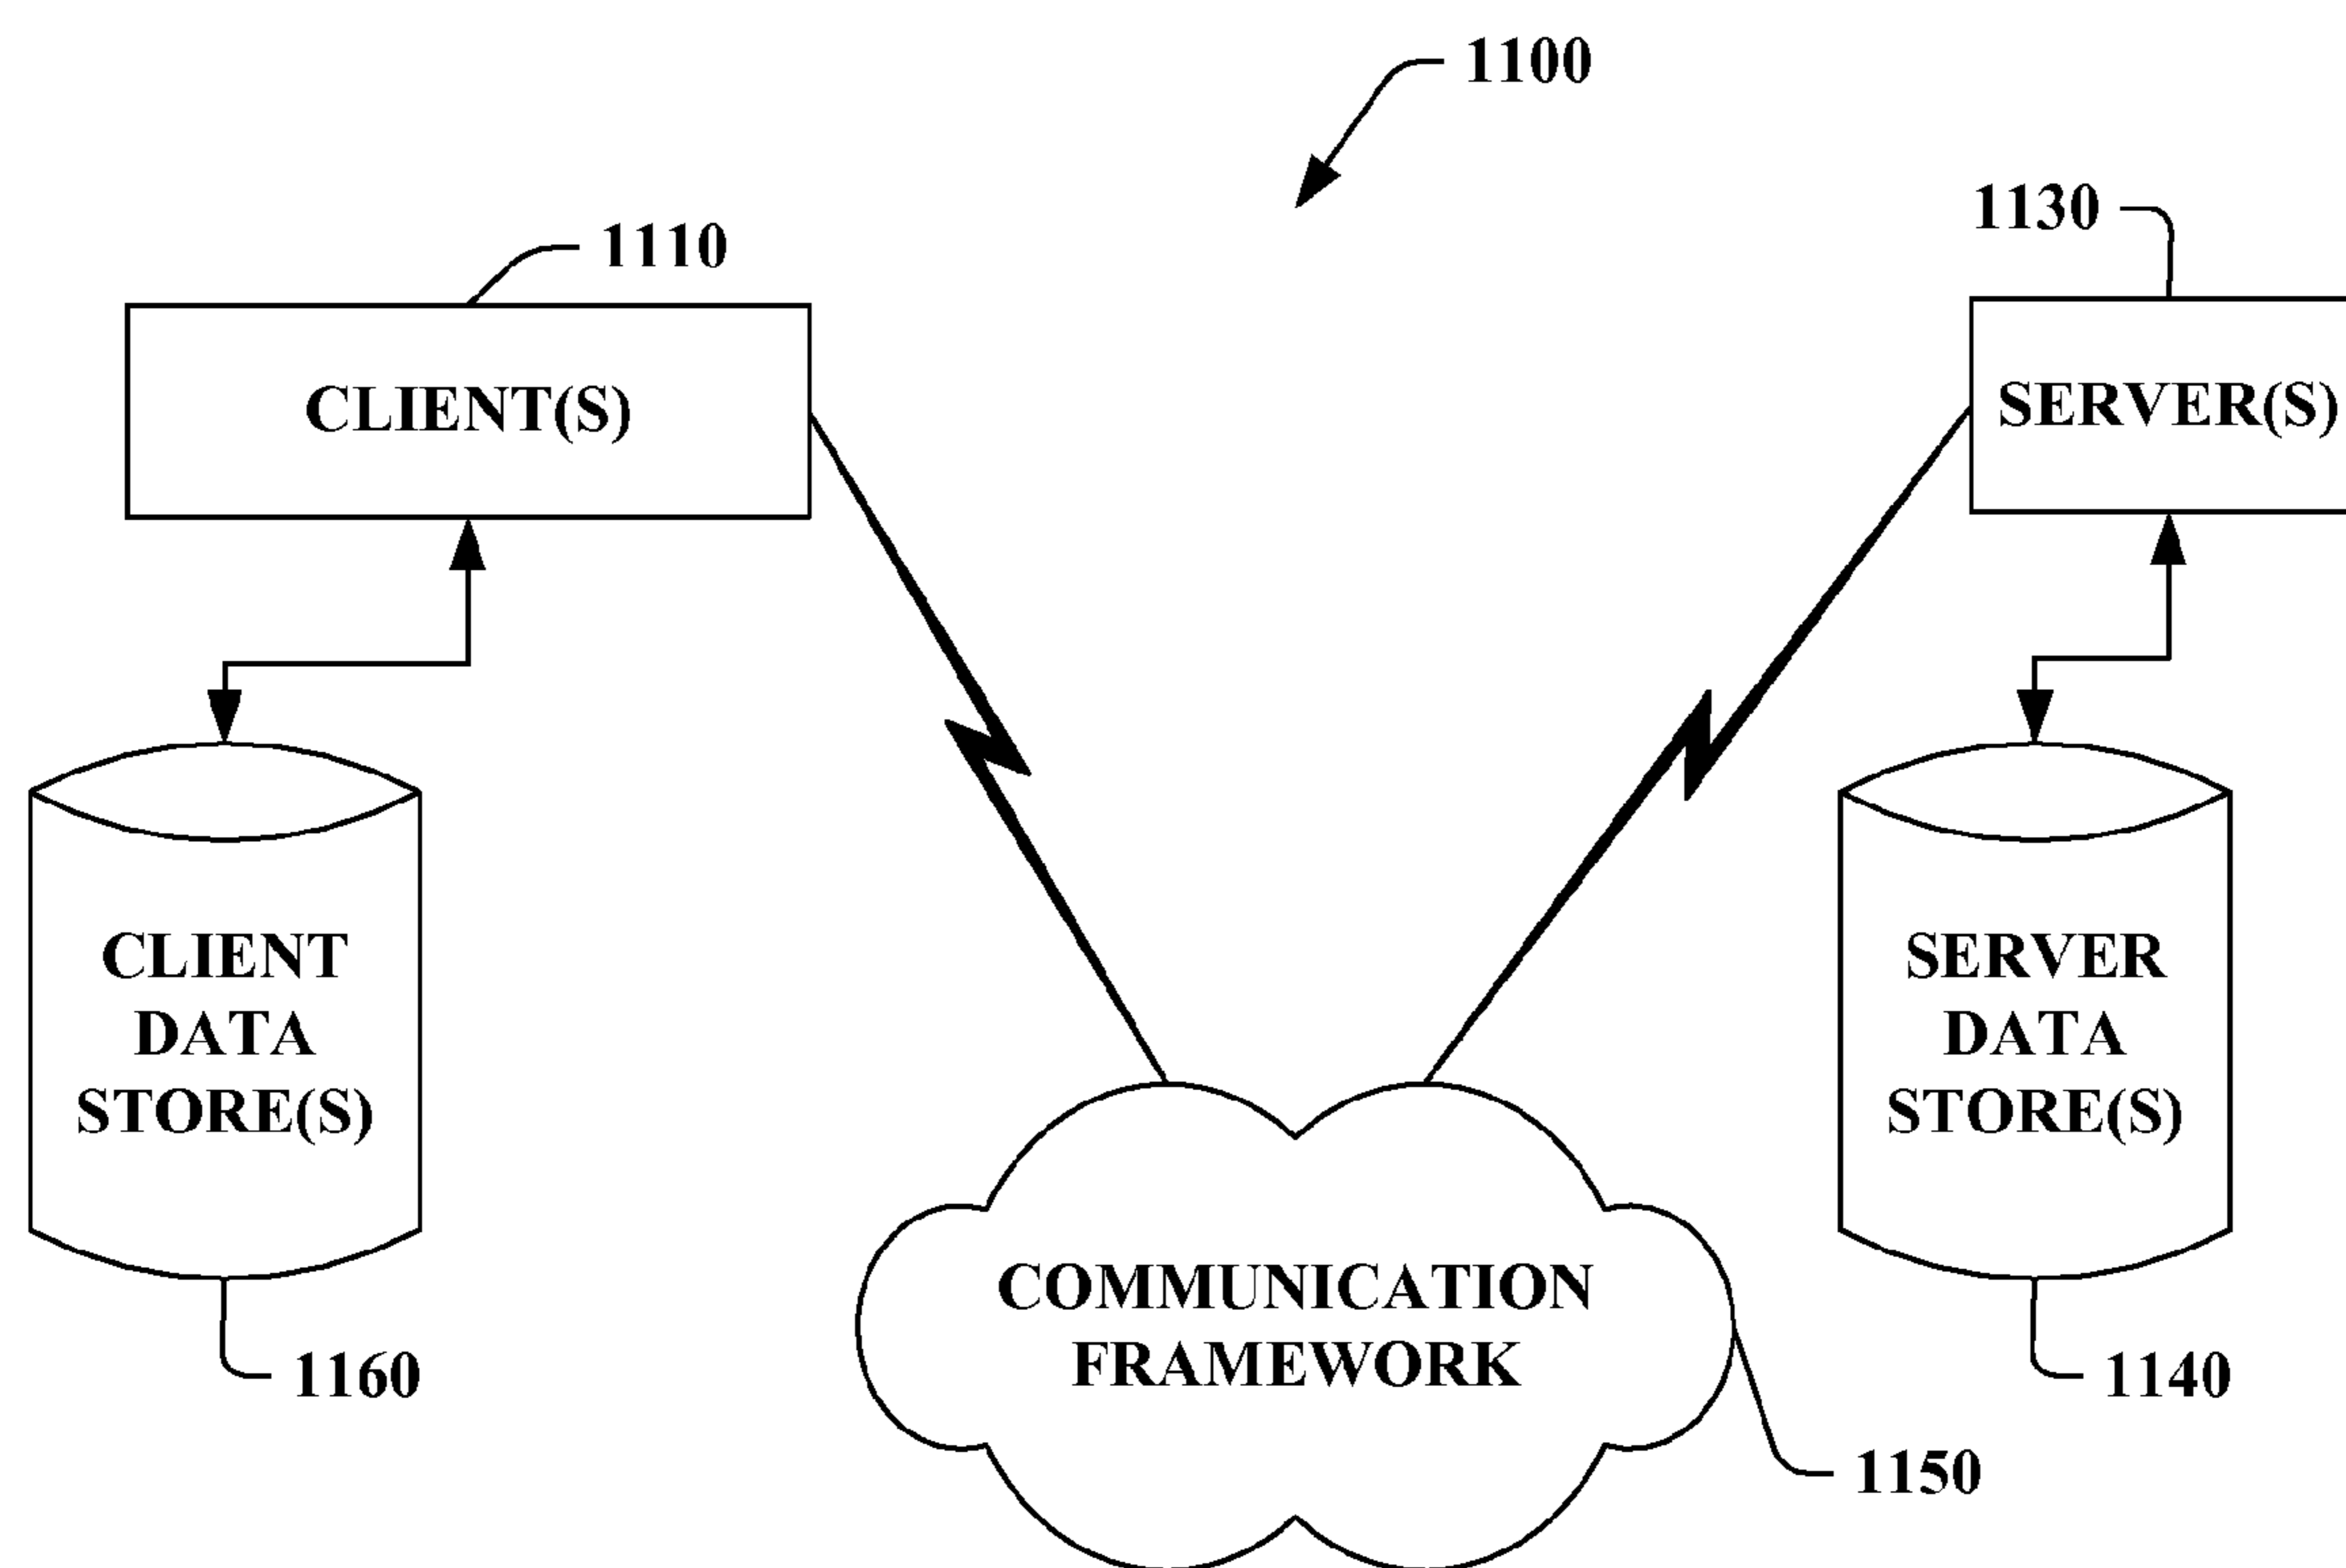 1100
1110
1130
CLIENT(S)
SERVER(S)
CLIENT
DATA
STORE(S)
SERVER
DATA
STORE(S)
COMMUNICATION
FRAMEWORK
1160
1140
1150